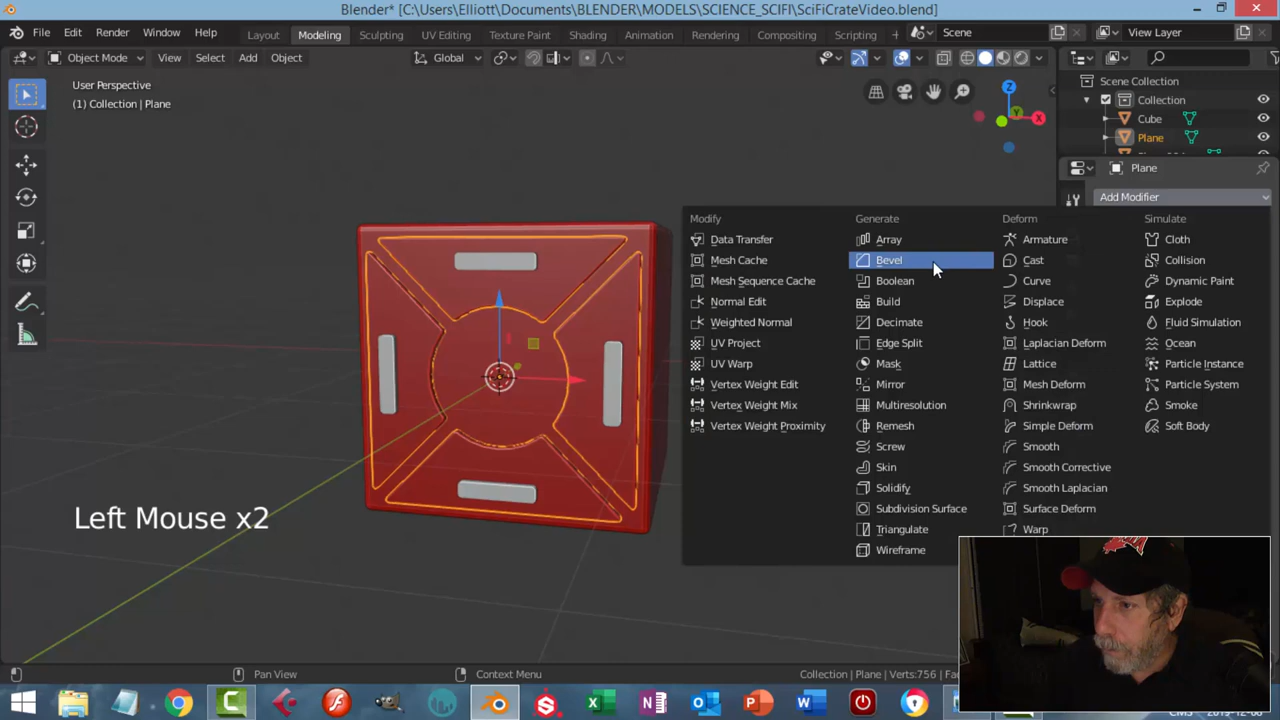 Blender* [C:\Users\Elliott\Documents\BLENDER\MODELS\SCIENCE_SCIFI\SciFiCrateVideo.blend]
File Edit Render Window Help Layout Modeling Sculpting UV Editing Texture Paint Shading Animation Rendering Compositing Scripting + Scene View Layer
Object Mode View Select Add Object Global
User Perspective
(1) Collection | Plane
Z
Y
X
Scene Collection
Collection
Cube
Plane
Plane
Add Modifier
Modify Generate Deform Simulate
Data Transfer Array Armature Cloth
Mesh Cache Bevel Cast Collision
Mesh Sequence Cache Boolean Curve Dynamic Paint
Normal Edit Build Displace Explode
Weighted Normal Decimate Hook Fluid Simulation
UV Project Edge Split Laplacian Deform Ocean
UV Warp Mask Lattice Particle Instance
Vertex Weight Edit Mirror Mesh Deform Particle System
Vertex Weight Mix Multiresolution Shrinkwrap Smoke
Vertex Weight Proximity Remesh Simple Deform Soft Body
Screw Smooth
Skin Smooth Corrective
Solidify Smooth Laplacian
Subdivision Surface Surface Deform
Triangulate Warp
Wireframe
Left Mouse x2
Pan View Context Menu Collection | Plane | Verts:756 | Fa